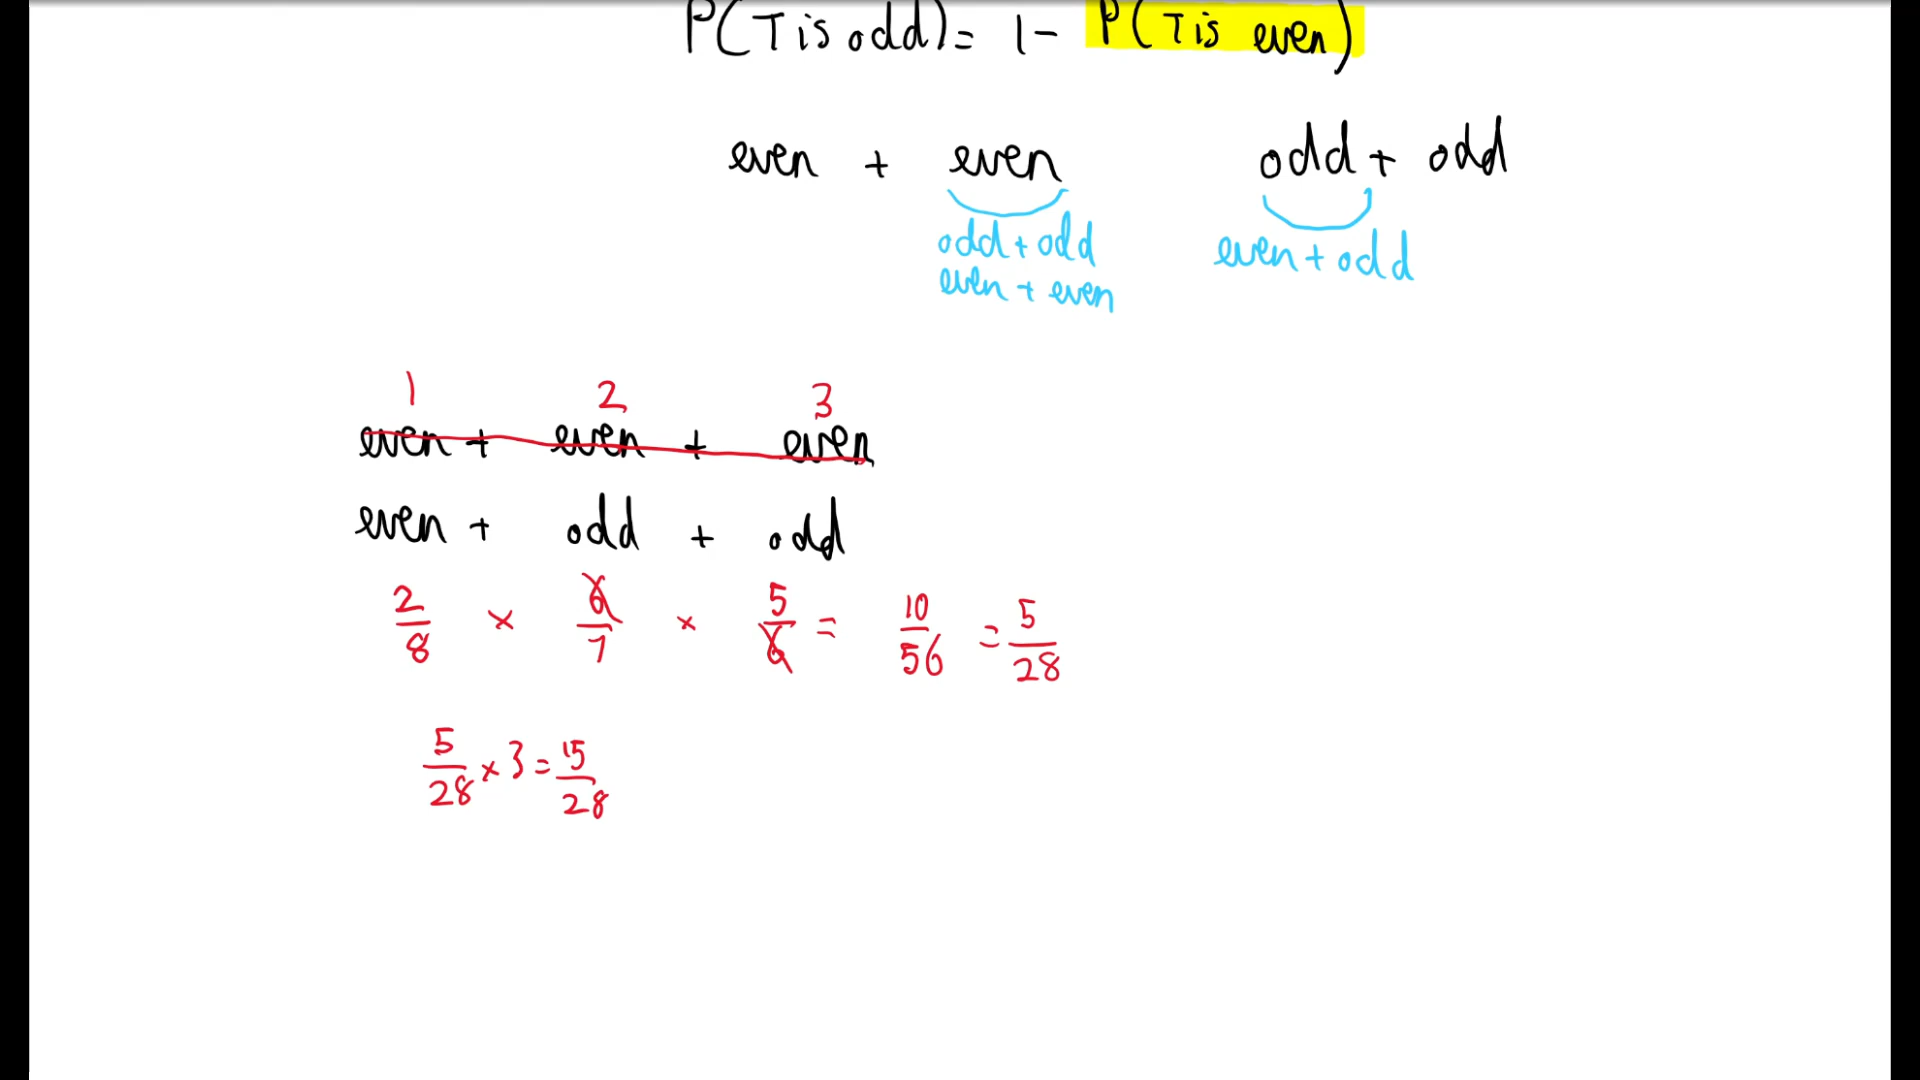 P(T is odd) = 1 - P(T is even)
even + even odd + odd
odd + odd
even + even
even + odd
1 2 3
even + even + even
even + odd + odd
2/8 × 6/7 × 5/6 = 10/56 = 5/28
5/28 × 3 = 15/28